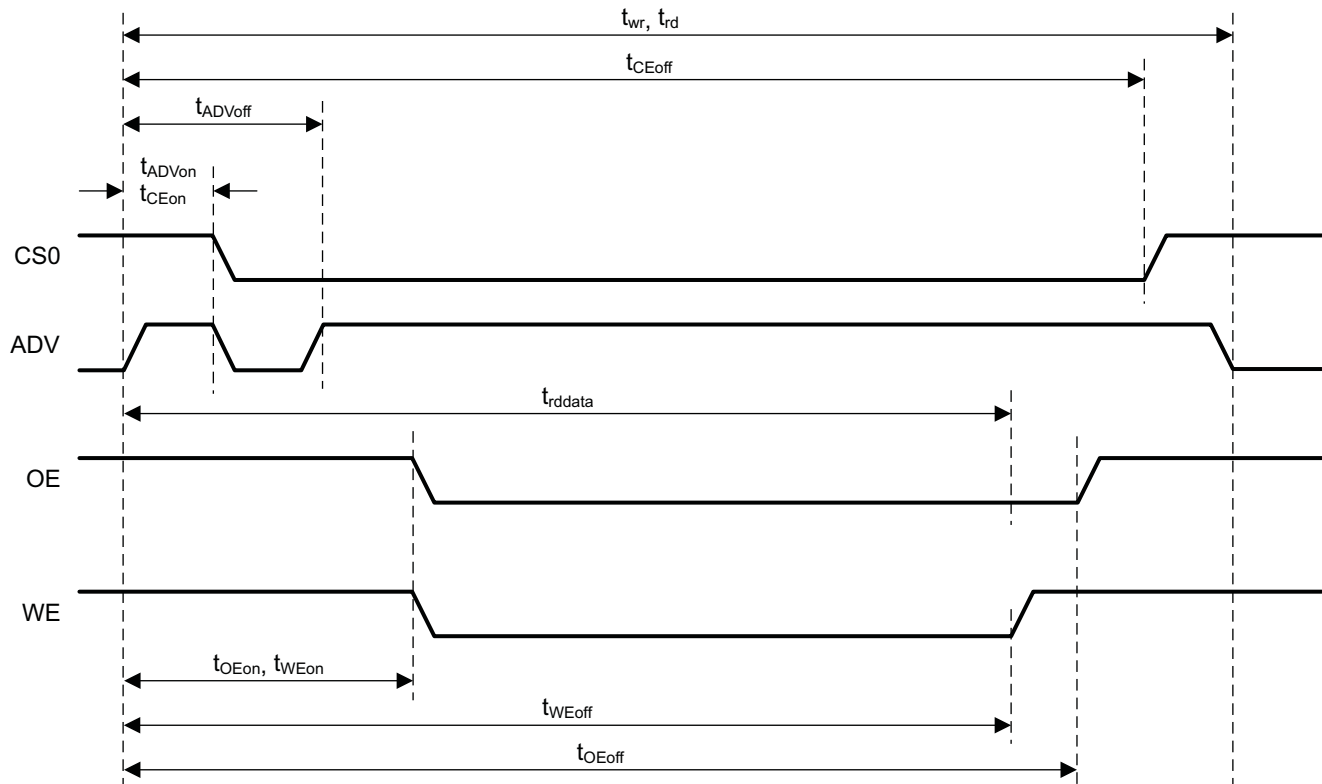 twr, trd
tCEoff
tADVoff
tADVon
tCEon
CS0
ADV
trddata
OE
WE
tOEon, tWEon
tWEoff
tOEoff